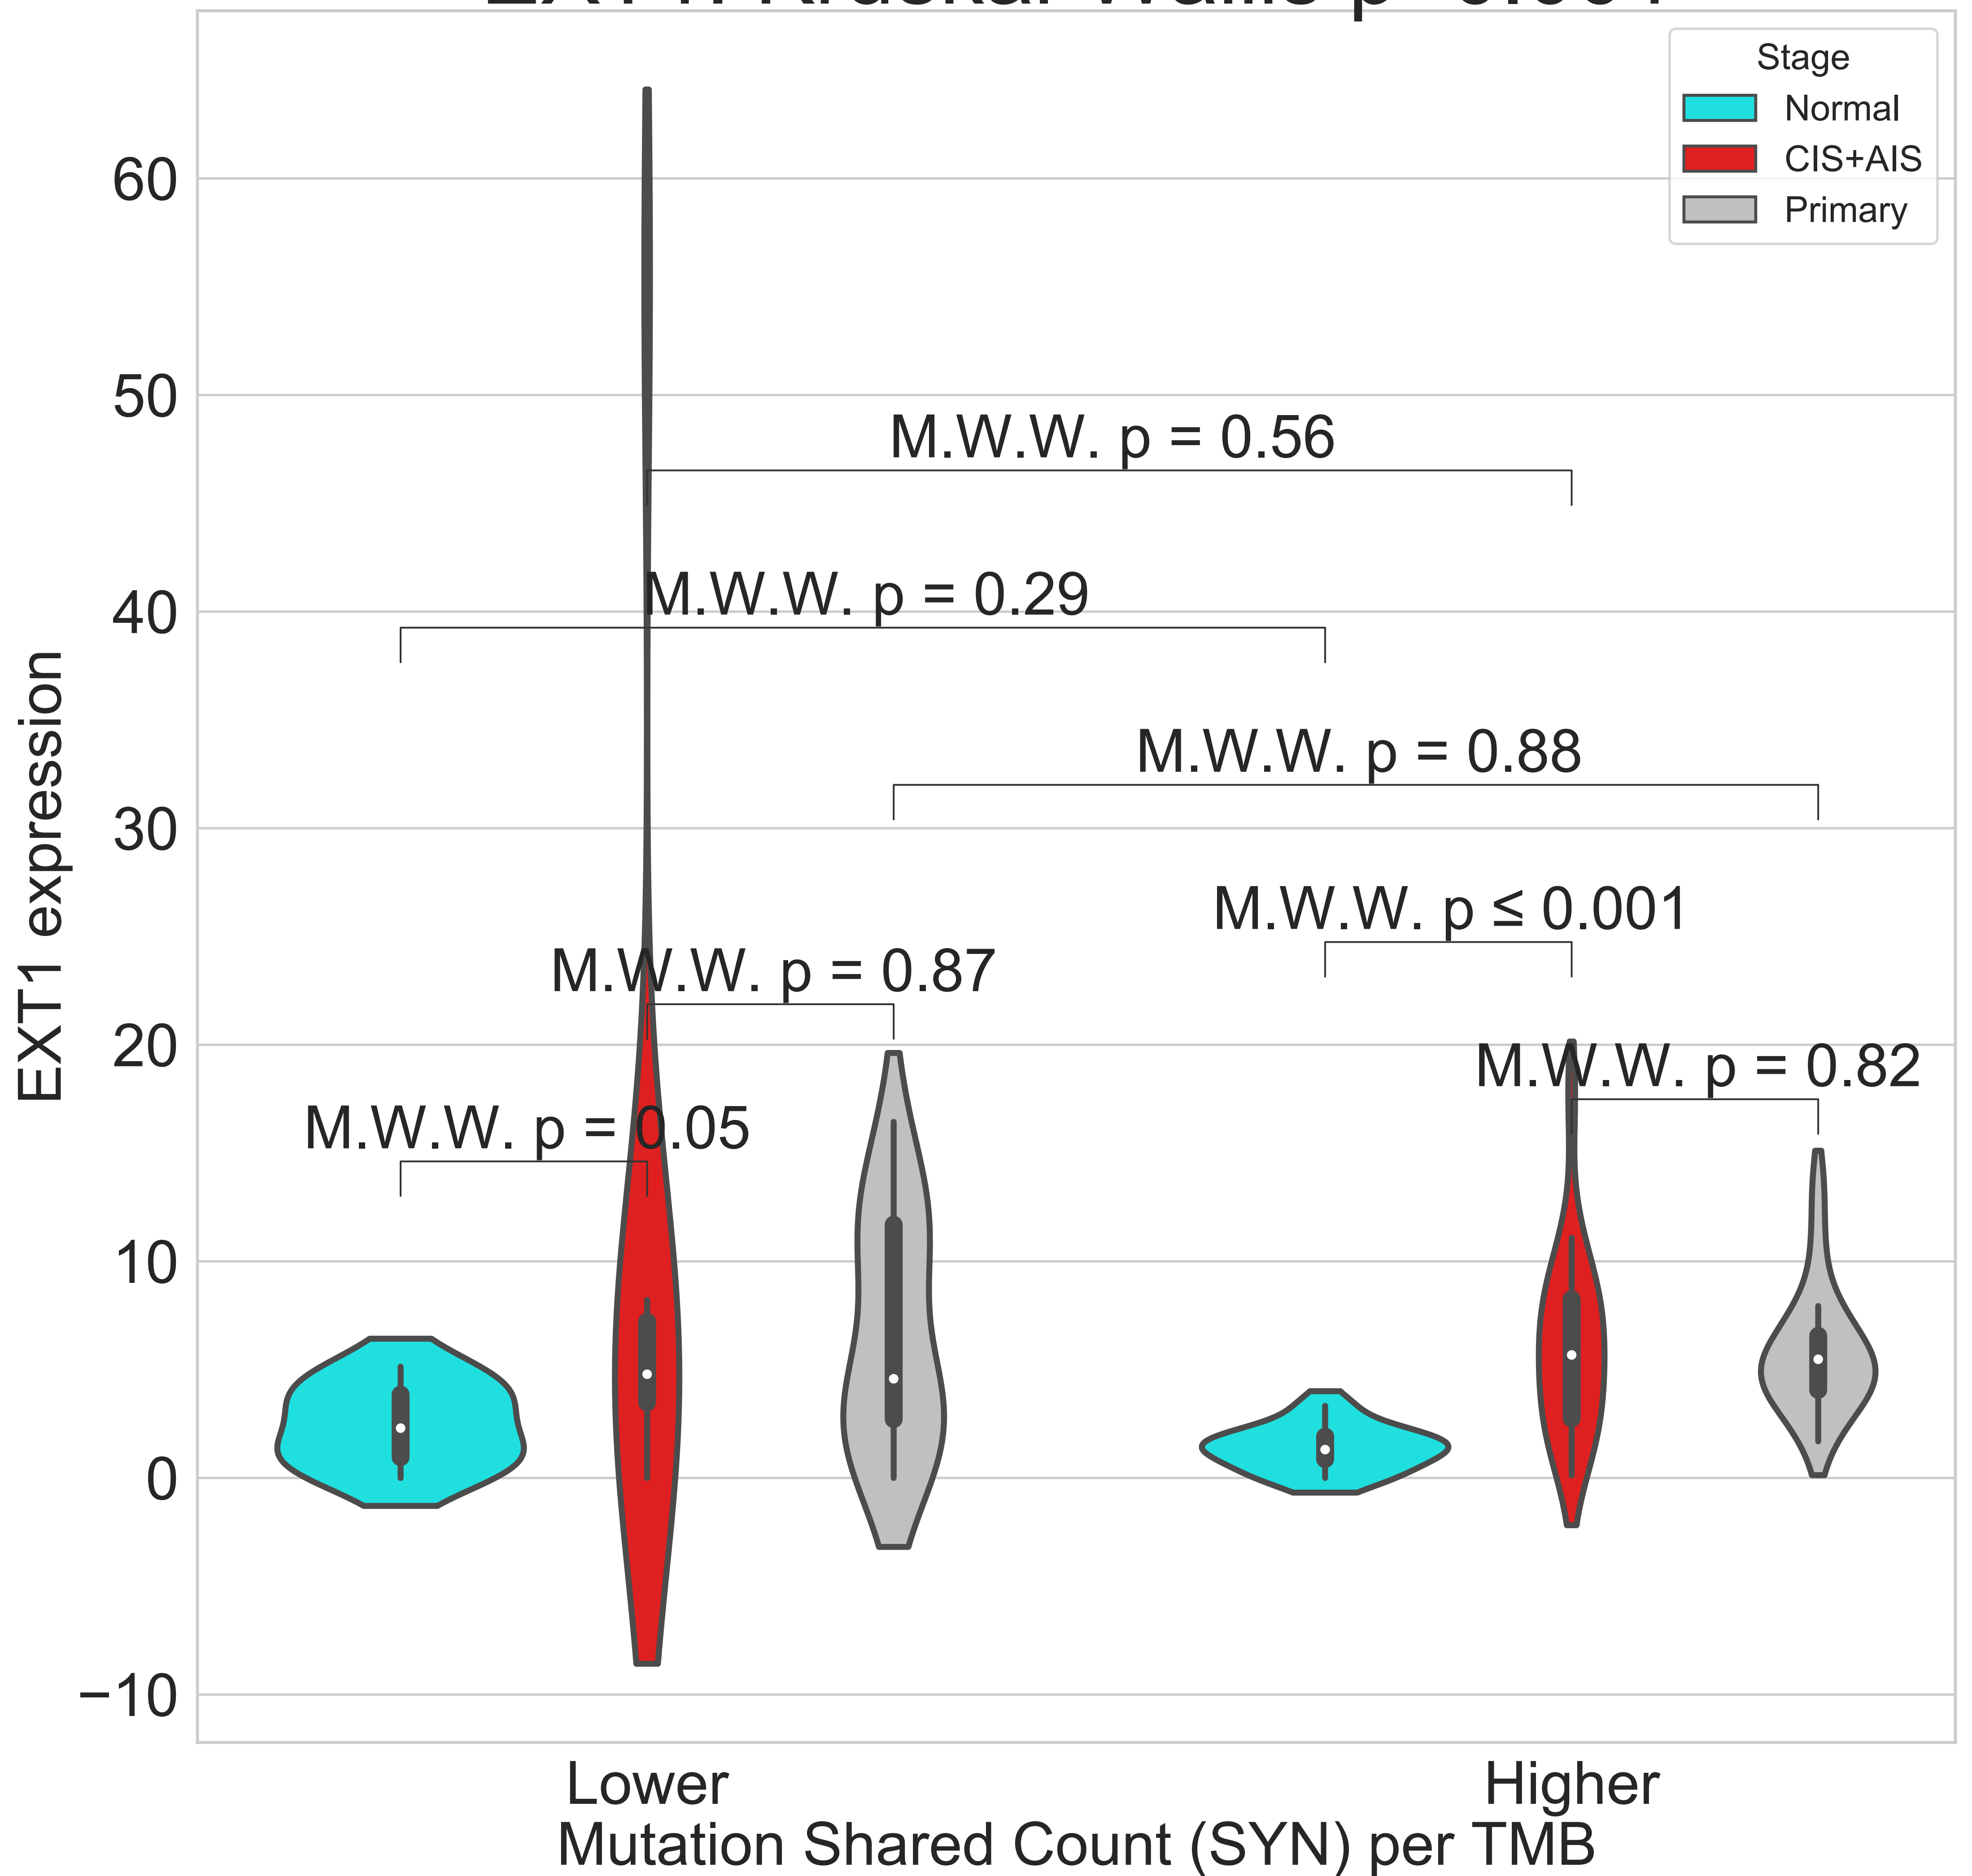 Stage
Normal
CIS+AIS
Primary
60
50
40
30
20
10
0
−10
EXT1 expression
M.W.W. p = 0.56
M.W.W. p = 0.29
M.W.W. p = 0.88
M.W.W. p ≤ 0.001
M.W.W. p = 0.87
M.W.W. p = 0.82
M.W.W. p = 0.05
Lower
Higher
Mutation Shared Count (SYN) per TMB